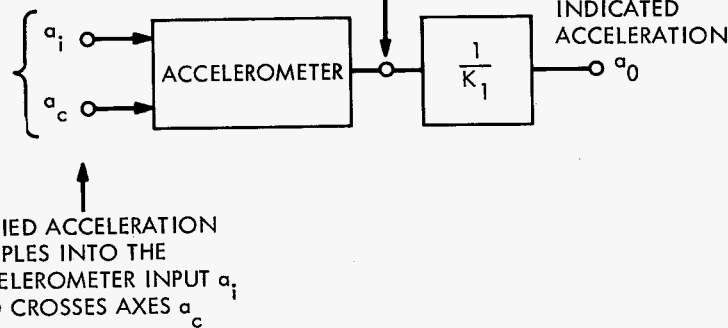 INDICATED
ACCELERATION
a_i
ACCELEROMETER
1
K_1
a_0
a_c
IED ACCELERATION
PLES INTO THE
ELEROMETER INPUT a_i
CROSSES AXES a_c